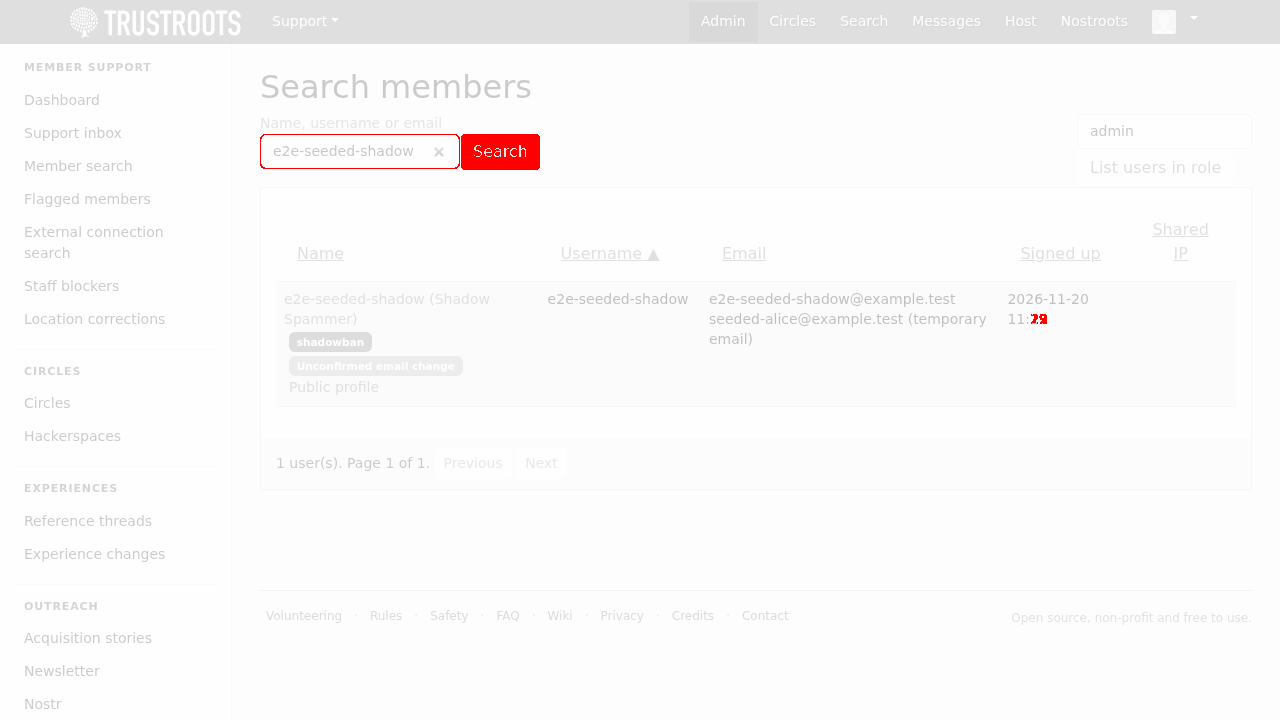 TRUSTROOTS Support Admin Circles Search Messages Host Nostroots
MEMBER SUPPORT
Dashboard
Support inbox
Member search
Flagged members
External connection
search
Staff blockers
Location corrections
CIRCLES
Circles
Hackerspaces
EXPERIENCES
Reference threads
Experience changes
OUTREACH
Acquisition stories
Newsletter
Nostr
Search members
Name, username or email
e2e-seeded-shadow × Search
admin
List users in role
Name Username ▲ Email Signed up Shared IP
e2e-seeded-shadow (Shadow
Spammer)
shadowban
Unconfirmed email change
Public profile
e2e-seeded-shadow
e2e-seeded-shadow@example.test
seeded-alice@example.test (temporary
email)
2026-11-20
11:
1 user(s). Page 1 of 1. Previous Next
Volunteering · Rules · Safety · FAQ · Wiki · Privacy · Credits · Contact
Open source, non-profit and free to use.